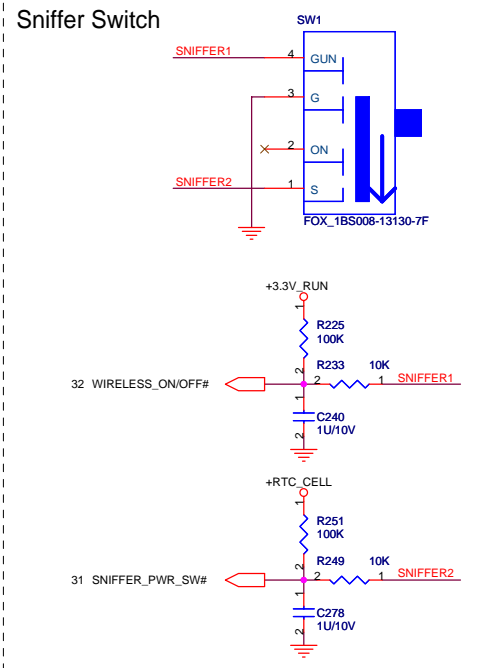 Sniffer Switch
SW1
SNIFFER1 4 GUN
3 G
2 ON
SNIFFER2 1 S
FOX_1BS008-13130-7F
+3.3V_RUN
1
R225
100K
2
R233 10K
32 WIRELESS_ON/OFF# 2 1 SNIFFER1
1
C240
1U/10V
2
+RTC_CELL
1
R251
100K
2
R249 10K
31 SNIFFER_PWR_SW# 2 1 SNIFFER2
1
C278
1U/10V
2